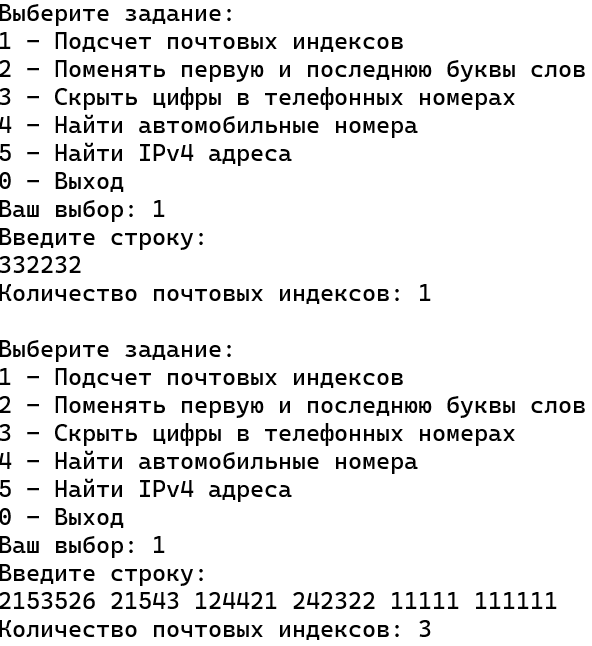 Выберите задание:
1 – Подсчет почтовых индексов
2 – Поменять первую и последнюю буквы слов
3 – Скрыть цифры в телефонных номерах
4 – Найти автомобильные номера
5 – Найти IPv4 адреса
0 – Выход
Ваш выбор: 1
Введите строку:
332232
Количество почтовых индексов: 1

Выберите задание:
1 – Подсчет почтовых индексов
2 – Поменять первую и последнюю буквы слов
3 – Скрыть цифры в телефонных номерах
4 – Найти автомобильные номера
5 – Найти IPv4 адреса
0 – Выход
Ваш выбор: 1
Введите строку:
2153526 21543 124421 242322 11111 111111
Количество почтовых индексов: 3